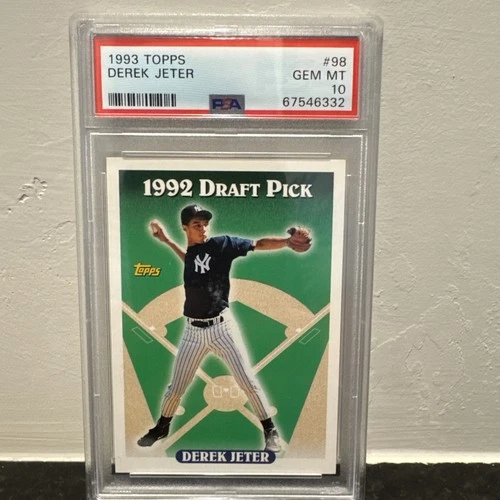 1993 TOPPS #98
DEREK JETER GEM MT
10
PSA 67546332
1992 DRAFT PICK
NY
Topps
DEREK JETER